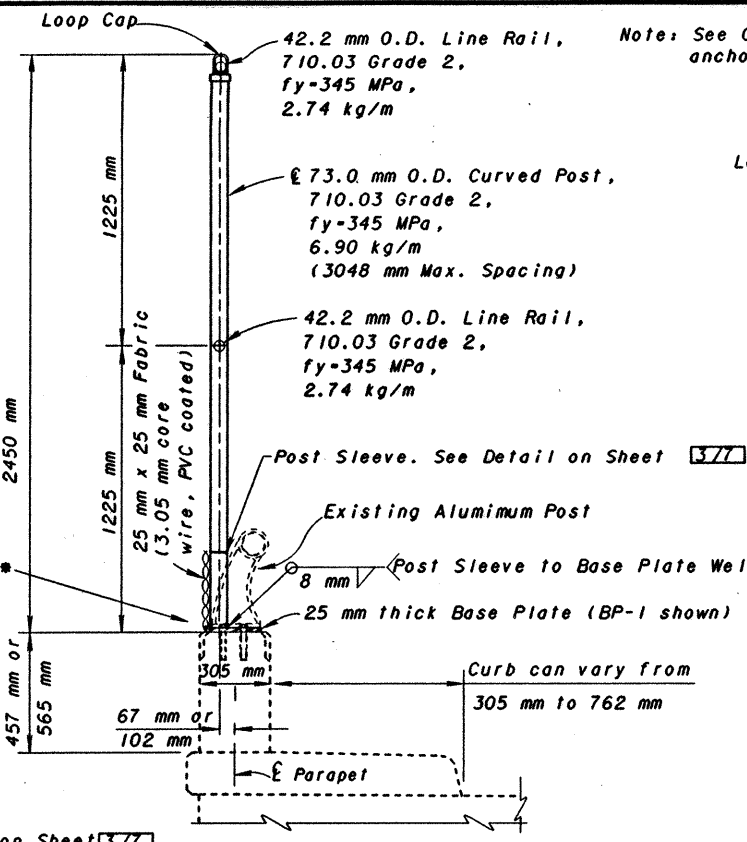 Loop Cap
42.2 mm O.D. Line Rail,
710.03 Grade 2,
fy=345 MPa,
2.74 kg/m
Note: See
ancho
L
℄ 73.0 mm O.D. Curved Post,
710.03 Grade 2,
fy=345 MPa,
6.90 kg/m
(3048 mm Max. Spacing)
1225 mm
42.2 mm O.D. Line Rail,
710.03 Grade 2,
fy=345 MPa,
2.74 kg/m
2450 mm
1225 mm
25 mm x 25 mm Fabric
(3.05 mm core
wire, PVC coated)
Post Sleeve. See Detail on Sheet 3/7
Existing Alumimum Post
*
8 mm
Post Sleeve to Base Plate Wel
25 mm thick Base Plate (BP-1 shown)
305 mm
Curb can vary from
305 mm to 762 mm
457 mm or
565 mm
67 mm or
102 mm
℄ Parapet
on Sheet 3/7